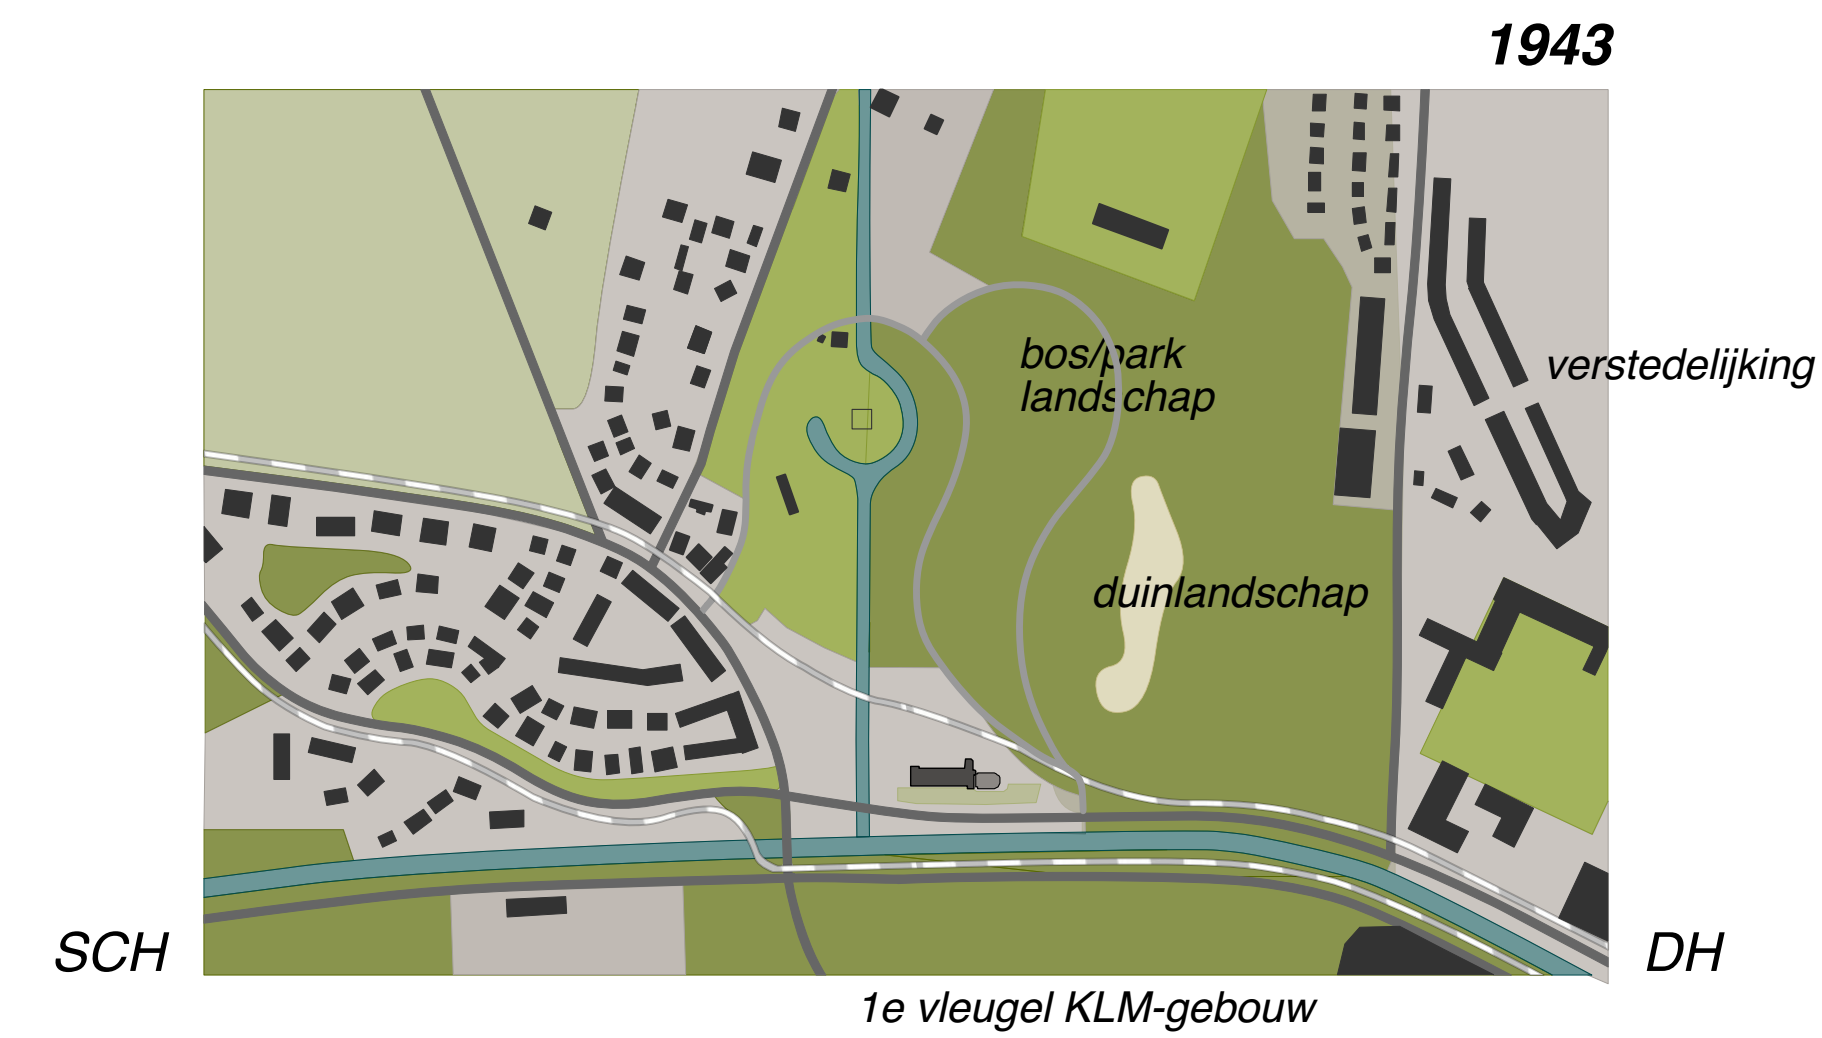 1943
bos/park
landschap
verstedelijking
duinlandschap
SCH
DH
1e vleugel KLM-gebouw